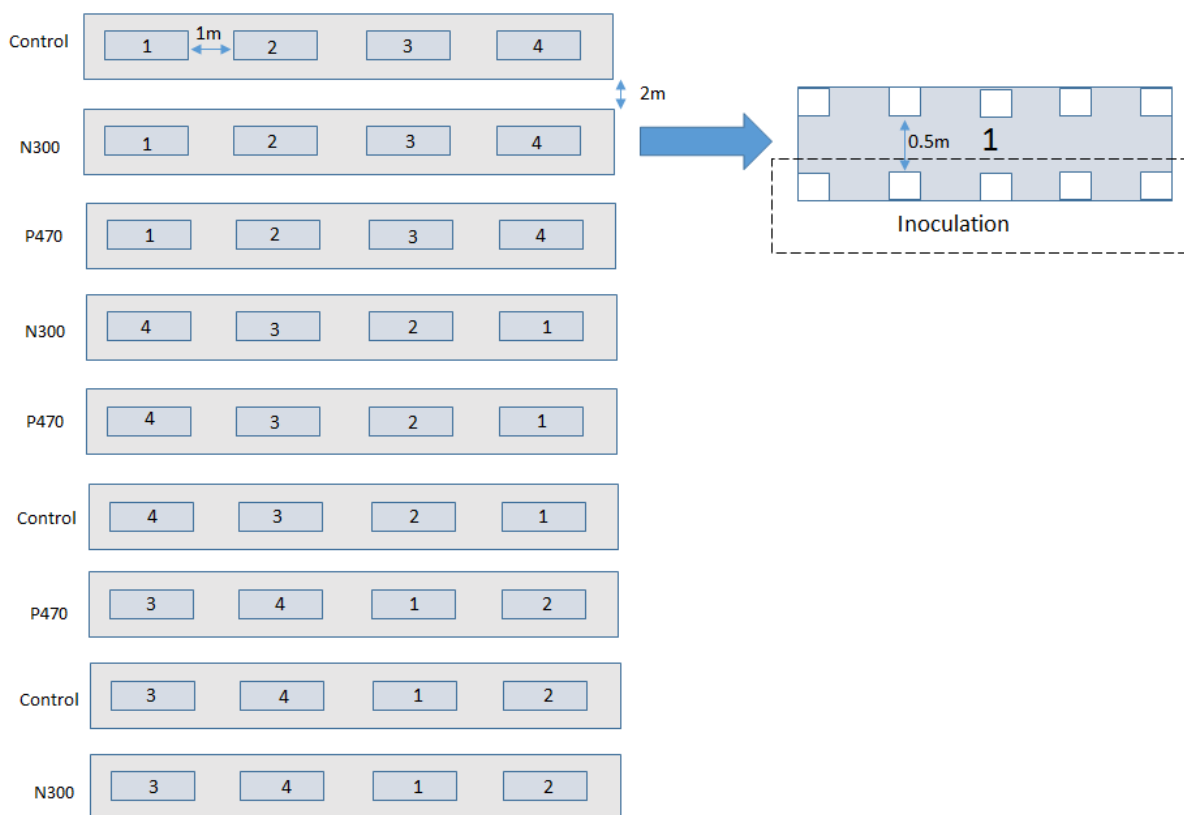 Control 1 1m 2 3 4
2m
N300 1 2 3 4
0.5m 1
Inoculation
P470 1 2 3 4
N300 4 3 2 1
P470 4 3 2 1
Control 4 3 2 1
P470 3 4 1 2
Control 3 4 1 2
N300 3 4 1 2